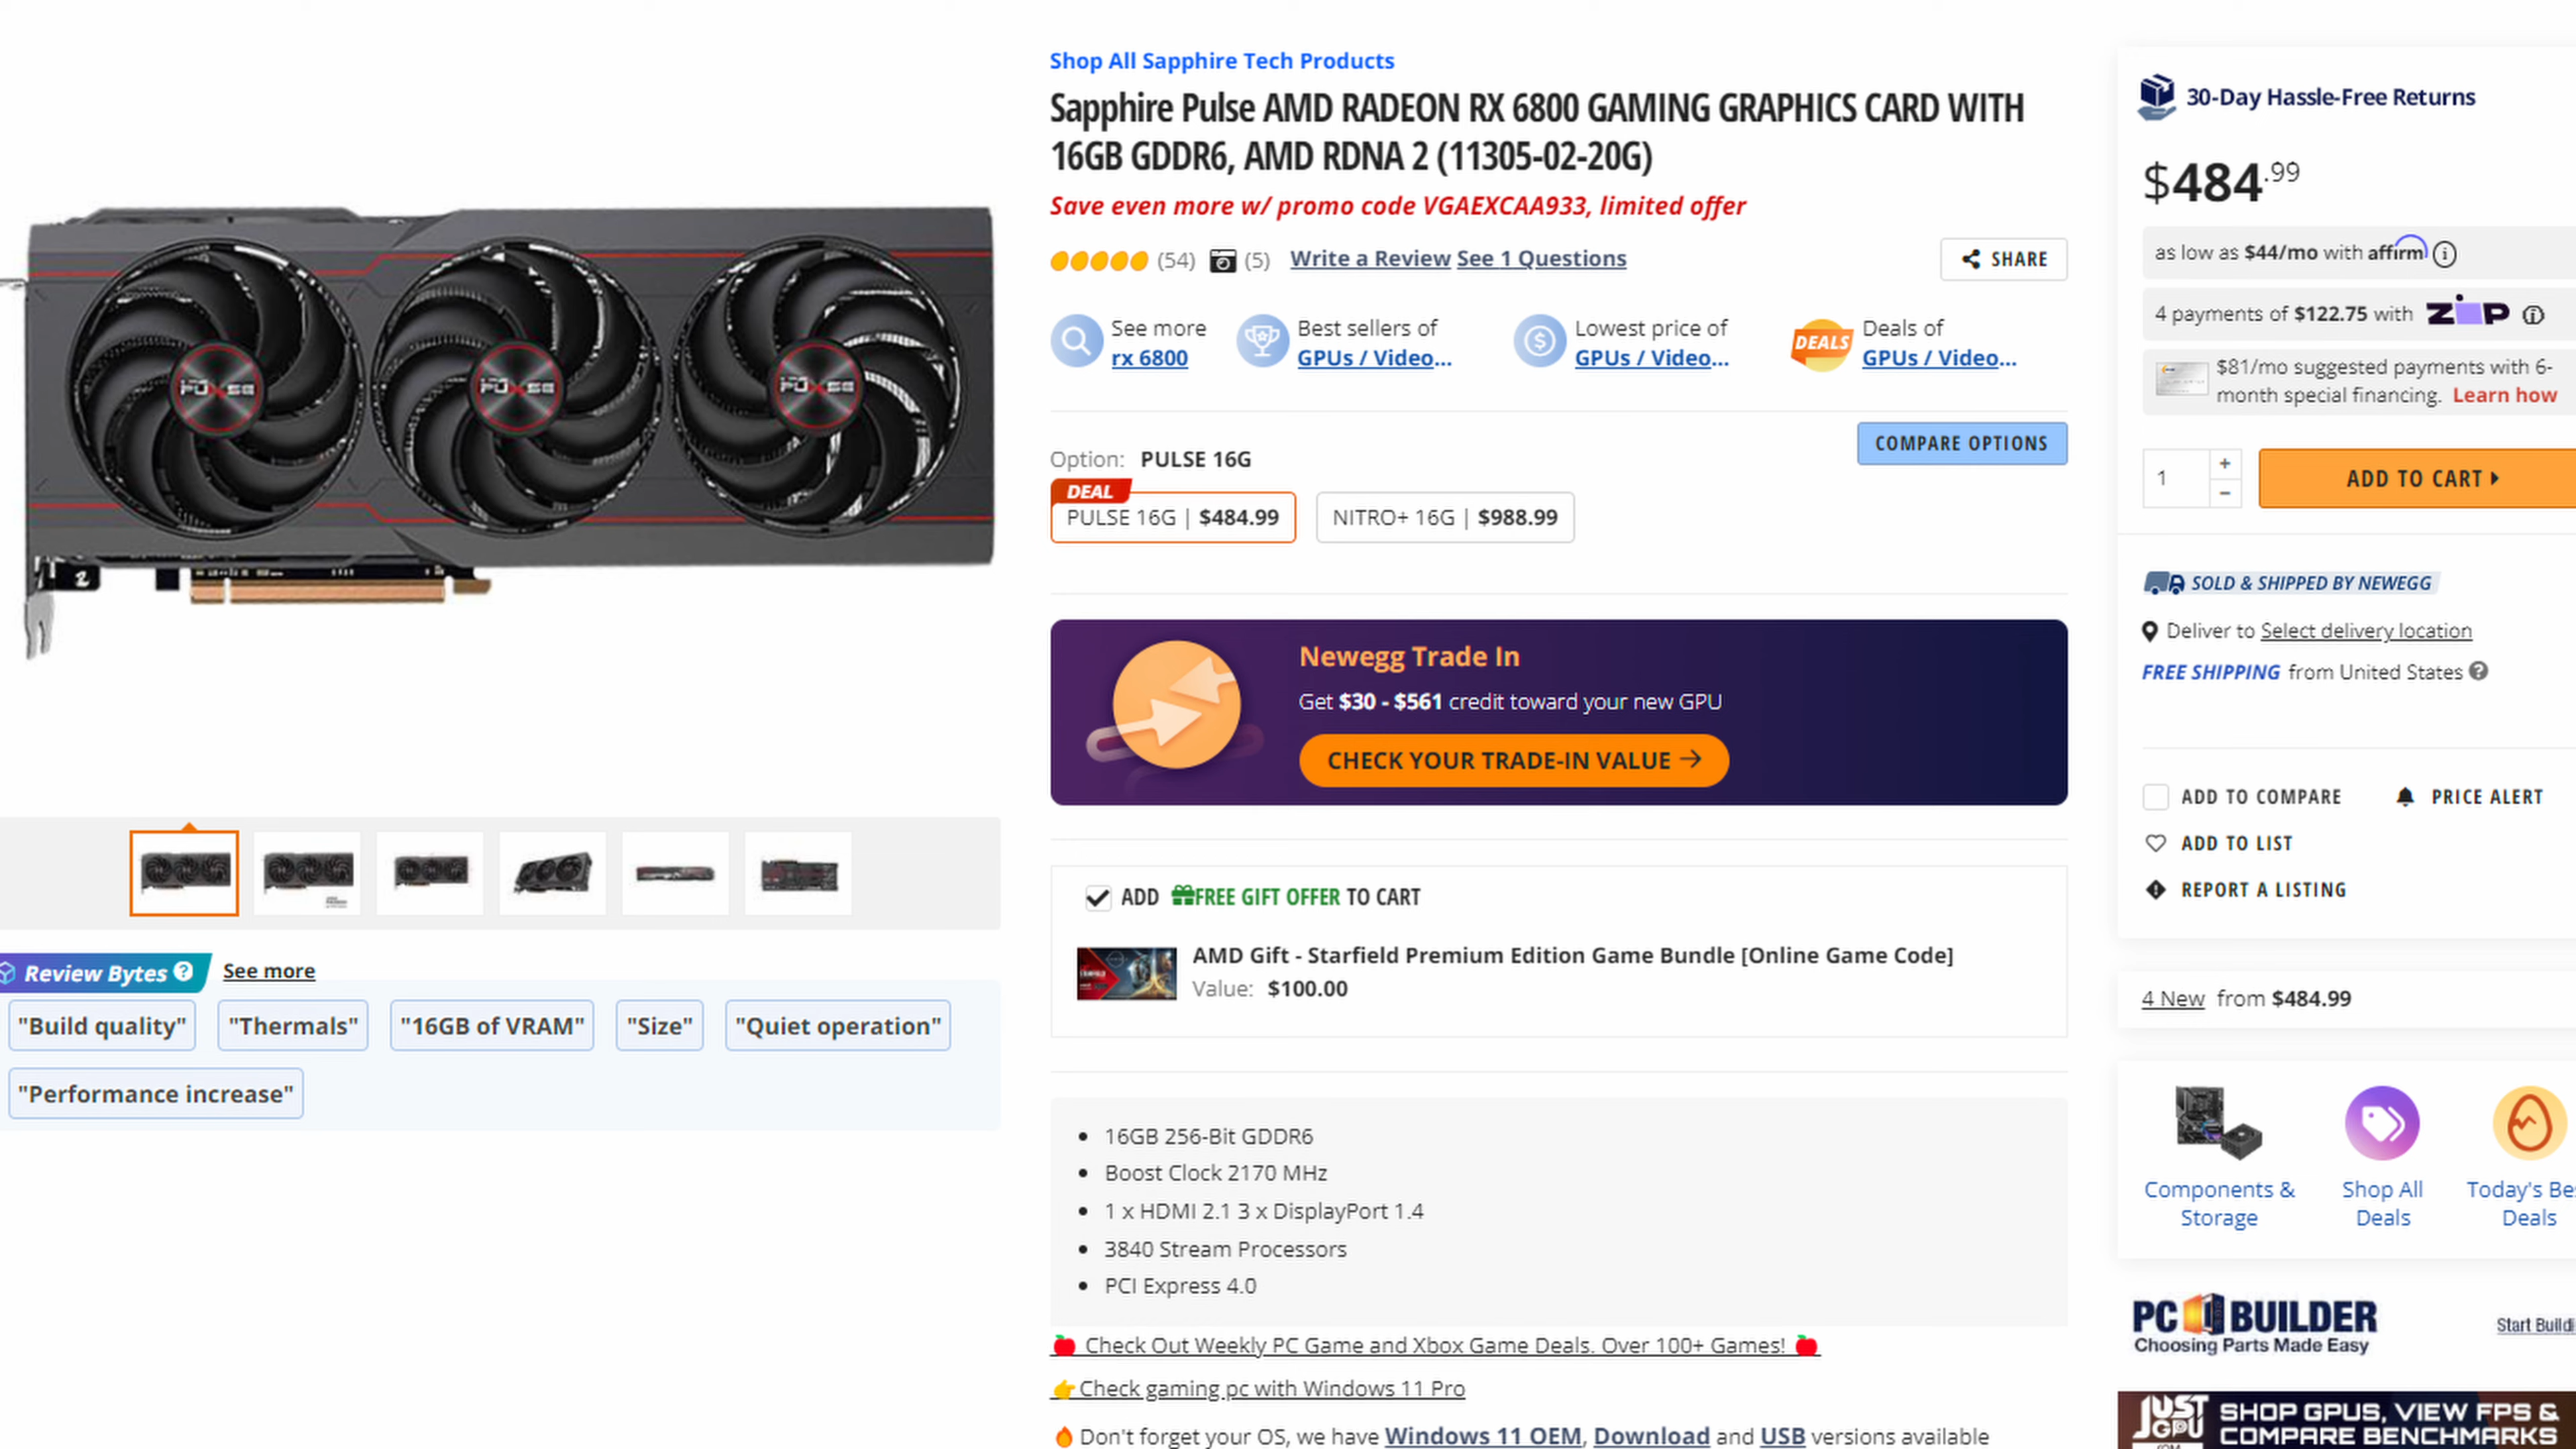 Shop All Sapphire Tech Products
Sapphire Pulse AMD RADEON RX 6800 GAMING GRAPHICS CARD WITH
16GB GDDR6, AMD RDNA 2 (11305-02-20G)
Save even more w/ promo code VGAEXCAA933, limited offer
(54) (5) Write a Review See 1 Questions
SHARE
See more
rx 6800
Best sellers of
GPUs / Video...
Lowest price of
GPUs / Video...
DEALS
Deals of
GPUs / Video...
Option: PULSE 16G
COMPARE OPTIONS
DEAL
PULSE 16G | $484.99
NITRO+ 16G | $988.99
Newegg Trade In
Get $30 - $561 credit toward your new GPU
CHECK YOUR TRADE-IN VALUE →
ADD FREE GIFT OFFER TO CART
AMD Gift - Starfield Premium Edition Game Bundle [Online Game Code]
Value: $100.00
• 16GB 256-Bit GDDR6
• Boost Clock 2170 MHz
• 1 x HDMI 2.1 3 x DisplayPort 1.4
• 3840 Stream Processors
• PCI Express 4.0
Check Out Weekly PC Game and Xbox Game Deals. Over 100+ Games!
Check gaming pc with Windows 11 Pro
Don't forget your OS, we have Windows 11 OEM, Download and USB versions available
PULSE
PULSE
PULSE
Review Bytes ? See more
"Build quality"
"Thermals"
"16GB of VRAM"
"Size"
"Quiet operation"
"Performance increase"
30-Day Hassle-Free Returns
$484.99
as low as $44/mo with affirm
4 payments of $122.75 with ZIP
$81/mo suggested payments with 6-
month special financing. Learn how
1 + −
ADD TO CART
SOLD & SHIPPED BY NEWEGG
Deliver to Select delivery location
FREE SHIPPING from United States ?
ADD TO COMPARE
PRICE ALERT
ADD TO LIST
REPORT A LISTING
4 New from $484.99
Components &
Storage
Shop All
Deals
Today's Be
Deals
PC BUILDER
Choosing Parts Made Easy
Start Buildi
JUST
GPU
SHOP GPUS, VIEW FPS &
COMPARE BENCHMARKS